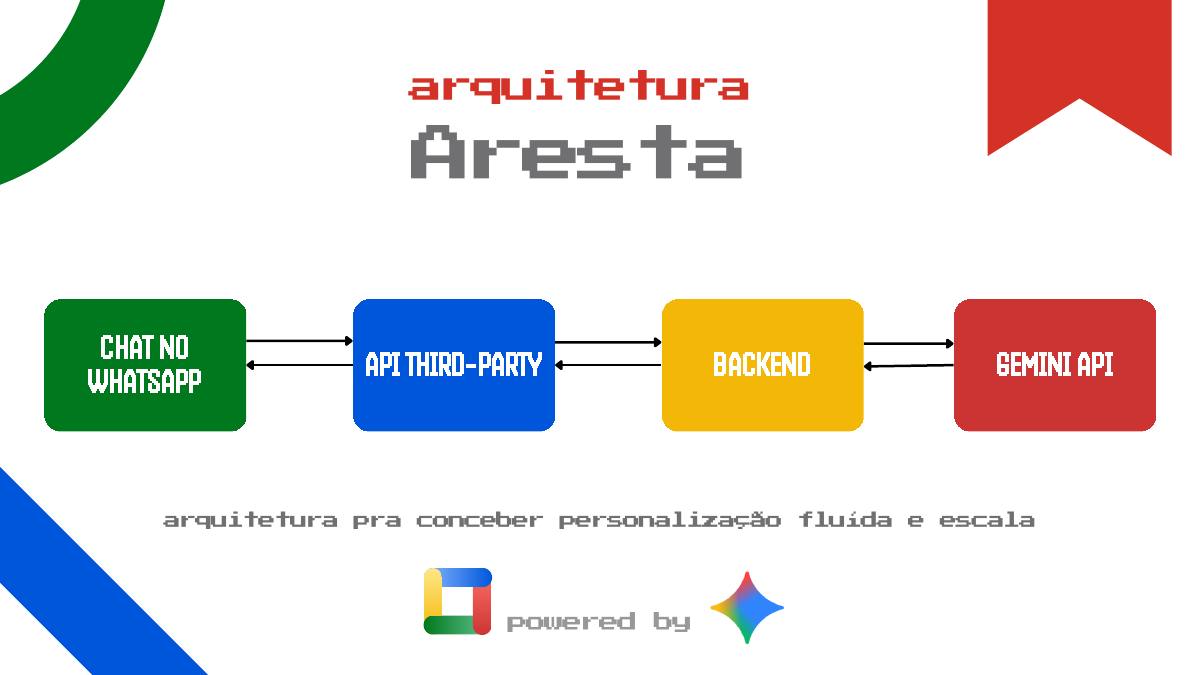 arquitetura
Aresta
CHAT NO
WHATSAPP
API THIRD-PARTY
BACKEND
GEMINI API
arquitetura pra conceber personalização fluída e escala
powered by